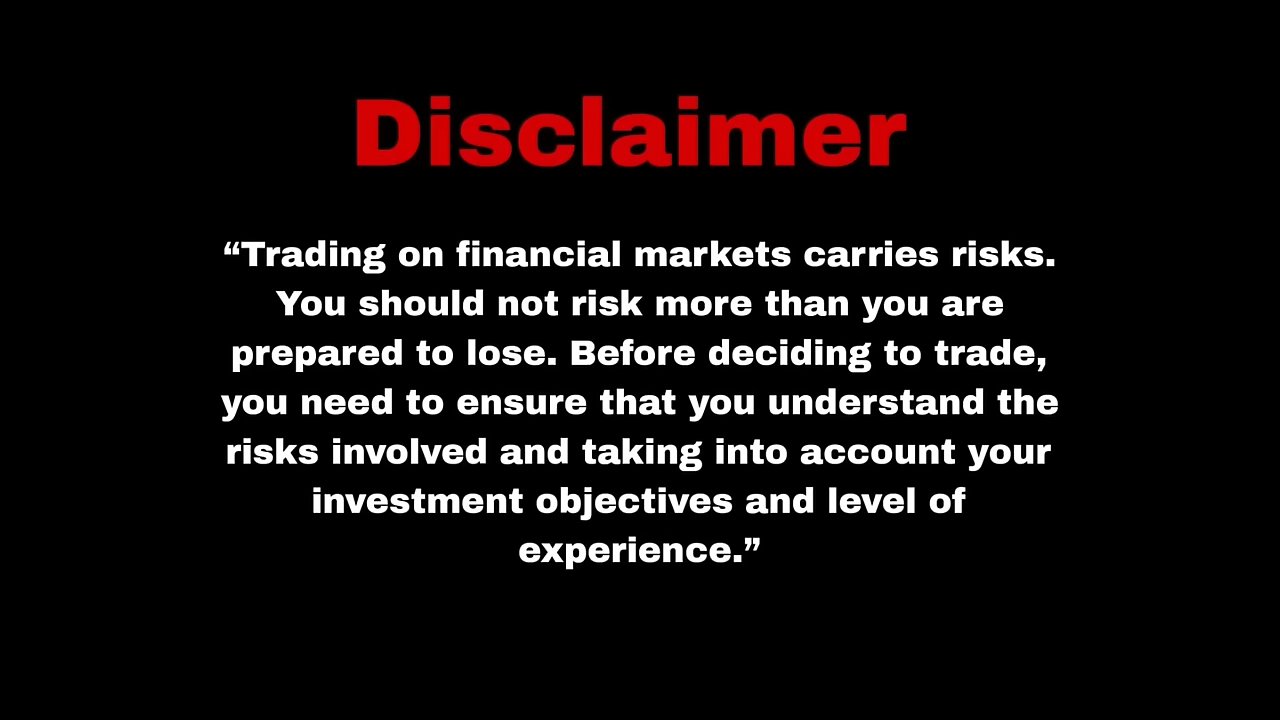 Disclaimer
“Trading on financial markets carries risks.
You should not risk more than you are
prepared to lose. Before deciding to trade,
you need to ensure that you understand the
risks involved and taking into account your
investment objectives and level of
experience.”